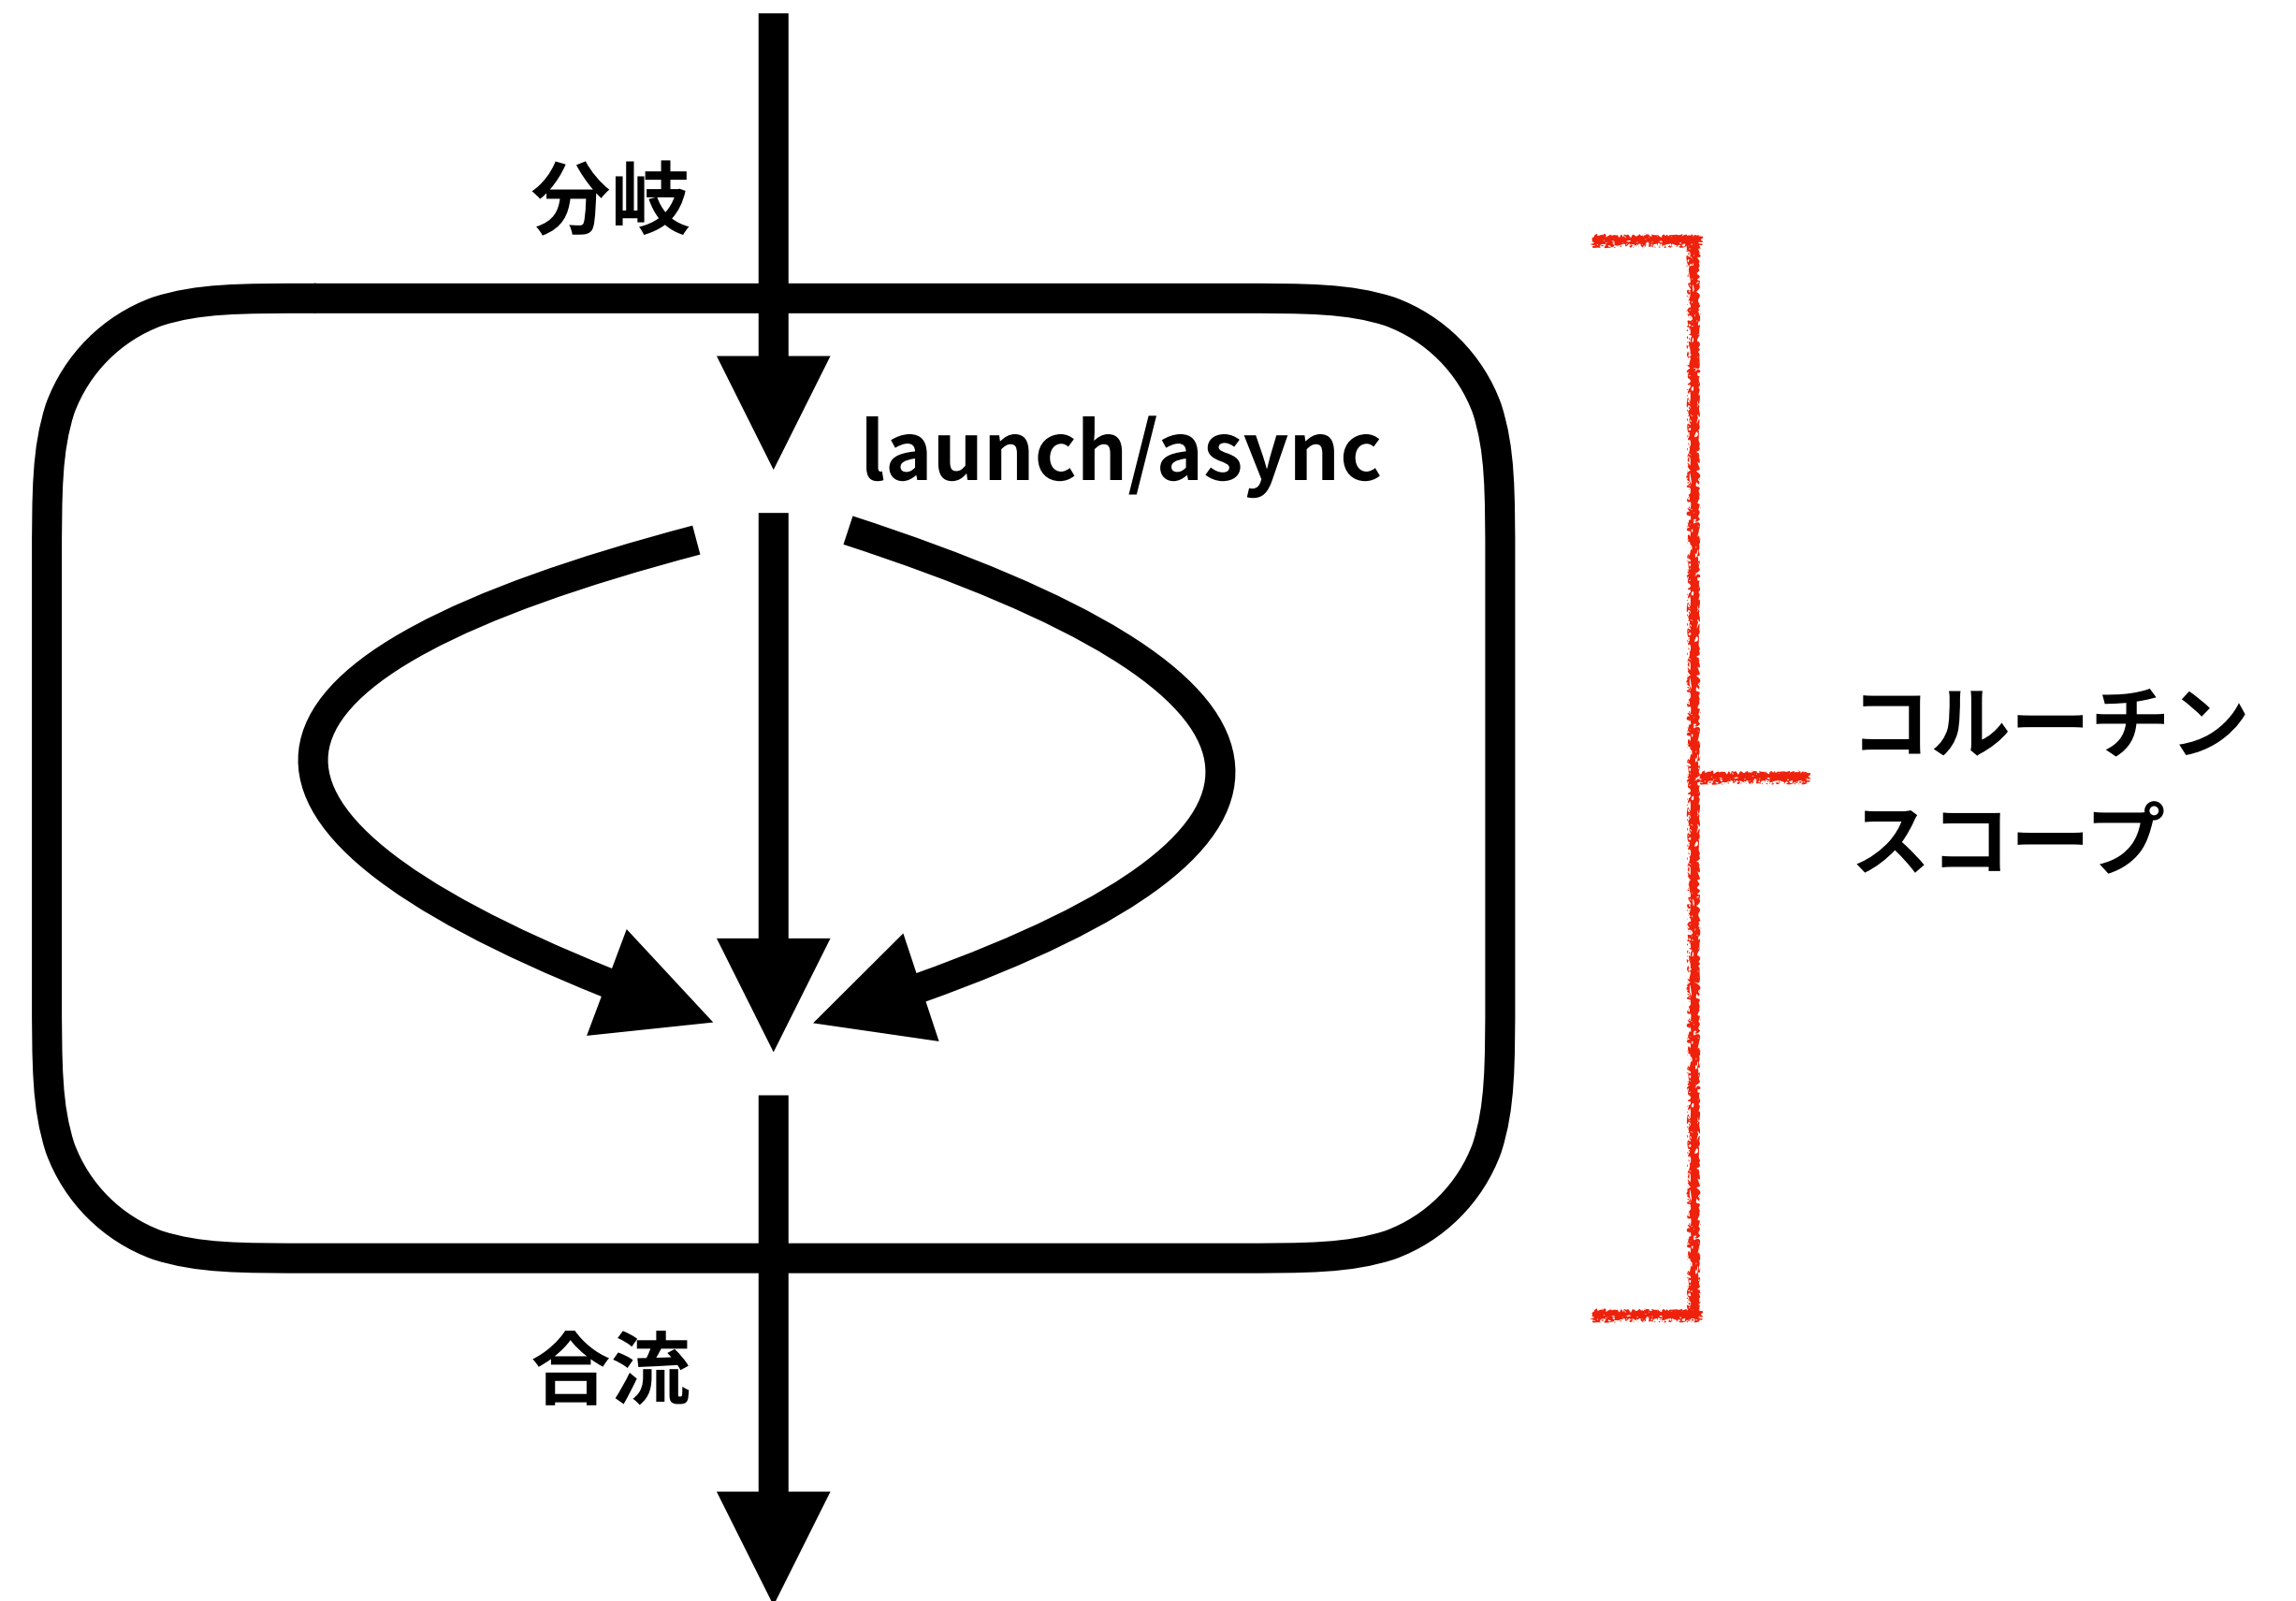 分岐
launch/async
コルーチン
スコープ
合流